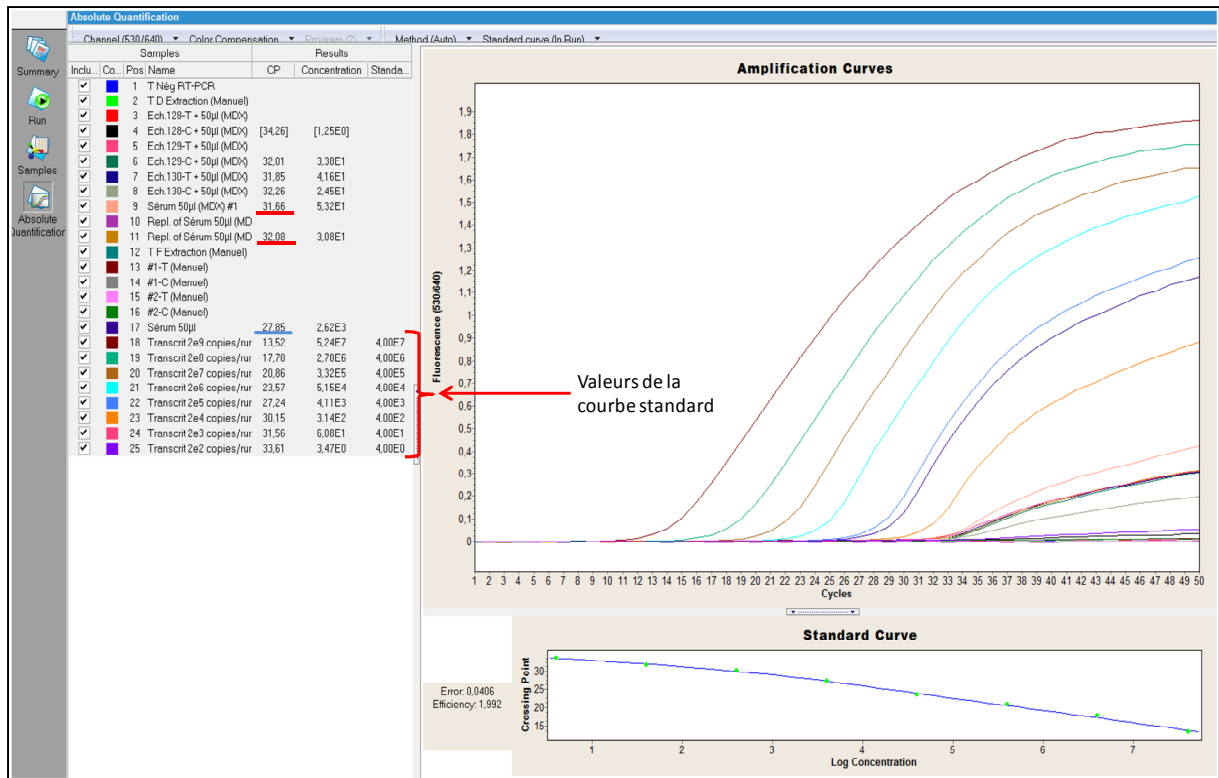 Absolute Quantification
Channel (530/640) Color Compensation Program (2) Method (Auto) Standard curve (In Run)
Summary
Run
Samples
Absolute
Quantification
Samples Results
Inclu... Co... Pos Name CP Concentration Standa...
1 T Nég RT-PCR
2 T D Extraction (Manuel)
3 Ech.128-T + 50µl (MDX)
4 Ech.128-C + 50µl (MDX) [34,26] [1,25E0]
5 Ech.129-T + 50µl (MDX)
6 Ech.129-C + 50µl (MDX) 32,01 3,38E1
7 Ech.130-T + 50µl (MDX) 31,85 4,16E1
8 Ech.130-C + 50µl (MDX) 32,26 2,45E1
9 Sérum 50µl (MDX) #1 31,66 5,32E1
10 Repl. of Sérum 50µl (MD
11 Repl. of Sérum 50µl (MD 32,08 3,08E1
12 T F Extraction (Manuel)
13 #1-T (Manuel)
14 #1-C (Manuel)
15 #2-T (Manuel)
16 #2-C (Manuel)
17 Sérum 50µl 27,85 2,62E3
18 Transcrit 2e9 copies/rur 13,52 5,24E7 4,00E7
19 Transcrit 2e8 copies/rur 17,78 2,78E6 4,00E6
20 Transcrit 2e7 copies/rur 20,86 3,32E5 4,00E5
21 Transcrit 2e6 copies/rur 23,57 5,15E4 4,00E4
22 Transcrit 2e5 copies/rur 27,24 4,11E3 4,00E3
23 Transcrit 2e4 copies/rur 30,15 3,14E2 4,00E2
24 Transcrit 2e3 copies/rur 31,56 6,08E1 4,00E1
25 Transcrit 2e2 copies/rur 33,61 3,47E0 4,00E0
Valeurs de la
courbe standard
Amplification Curves
Fluorescence (530/640)
1,9
1,8
1,7
1,6
1,5
1,4
1,3
1,2
1,1
1
0,9
0,8
0,7
0,6
0,5
0,4
0,3
0,2
0,1
0
1 2 3 4 5 6 7 8 9 10 11 12 13 14 15 16 17 18 19 20 21 22 23 24 25 26 27 28 29 30 31 32 33 34 35 36 37 38 39 40 41 42 43 44 45 46 47 48 49 50
Cycles
Standard Curve
Error: 0,0406
Efficiency: 1,992
Crossing Point
30
25
20
15
1 2 3 4 5 6 7
Log Concentration